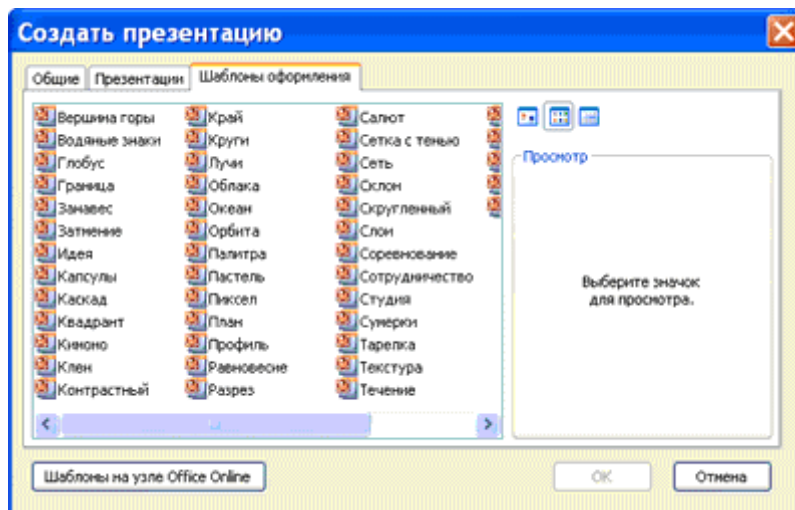 Создать презентацию
Общие Презентации Шаблоны оформления
Вершина горы
Водяные знаки
Глобус
Граница
Занавес
Затмение
Идея
Капсулы
Каскад
Квадрант
Кимоно
Клен
Контрастный
Край
Круги
Лучи
Облака
Океан
Орбита
Палитра
Пастель
Пиксел
План
Профиль
Равновесие
Разрез
Салют
Сетка с тенью
Сеть
Склон
Скругленный
Слои
Соревнование
Сотрудничество
Студия
Сумерки
Тарелка
Текстура
Течение
Просмотр
Выберите значок
для просмотра.
Шаблоны на узле Office Online
ОК
Отмена